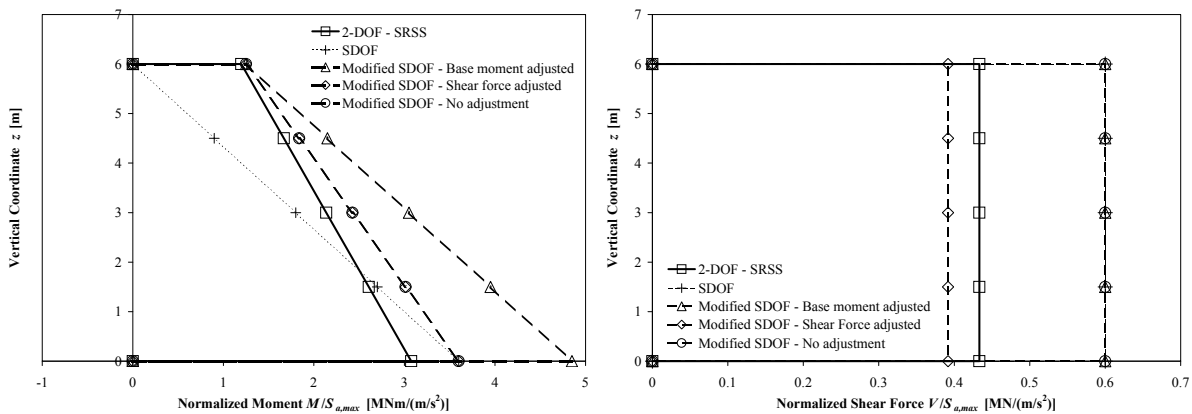 7
6
5
4
3
2
1
0
-1 0 1 2 3 4 5
Vertical Coordinate z [m]
Normalized Moment M/S a,max [MNm/(m/s²)]
2-DOF - SRSS
SDOF
Modified SDOF - Base moment adjusted
Modified SDOF - Shear force adjusted
Modified SDOF - No adjustment
7
6
5
4
3
2
1
0
0 0.1 0.2 0.3 0.4 0.5 0.6 0.7
Vertical Coordinate z [m]
Normalized Shear Force V/S a,max [MN/(m/s²)]
2-DOF - SRSS
SDOF
Modified SDOF - Base moment adjusted
Modified SDOF - Shear Force adjusted
Modified SDOF - No adjustment